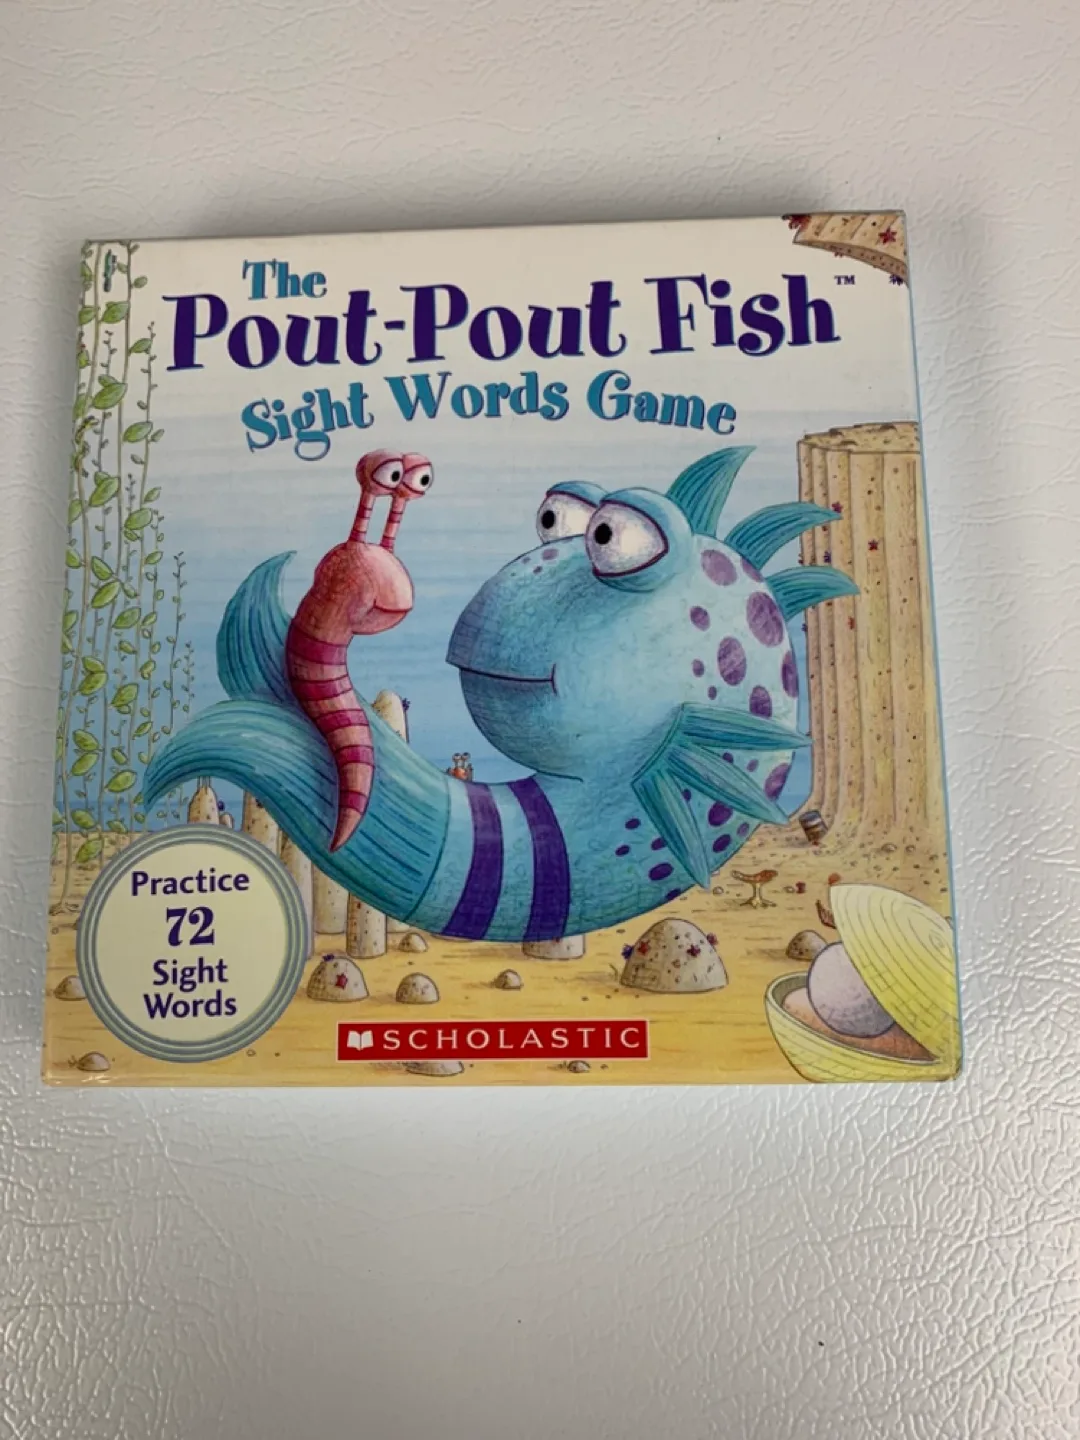 The
Pout-Pout Fish™
Sight Words Game
Practice
72
Sight
Words
SCHOLASTIC